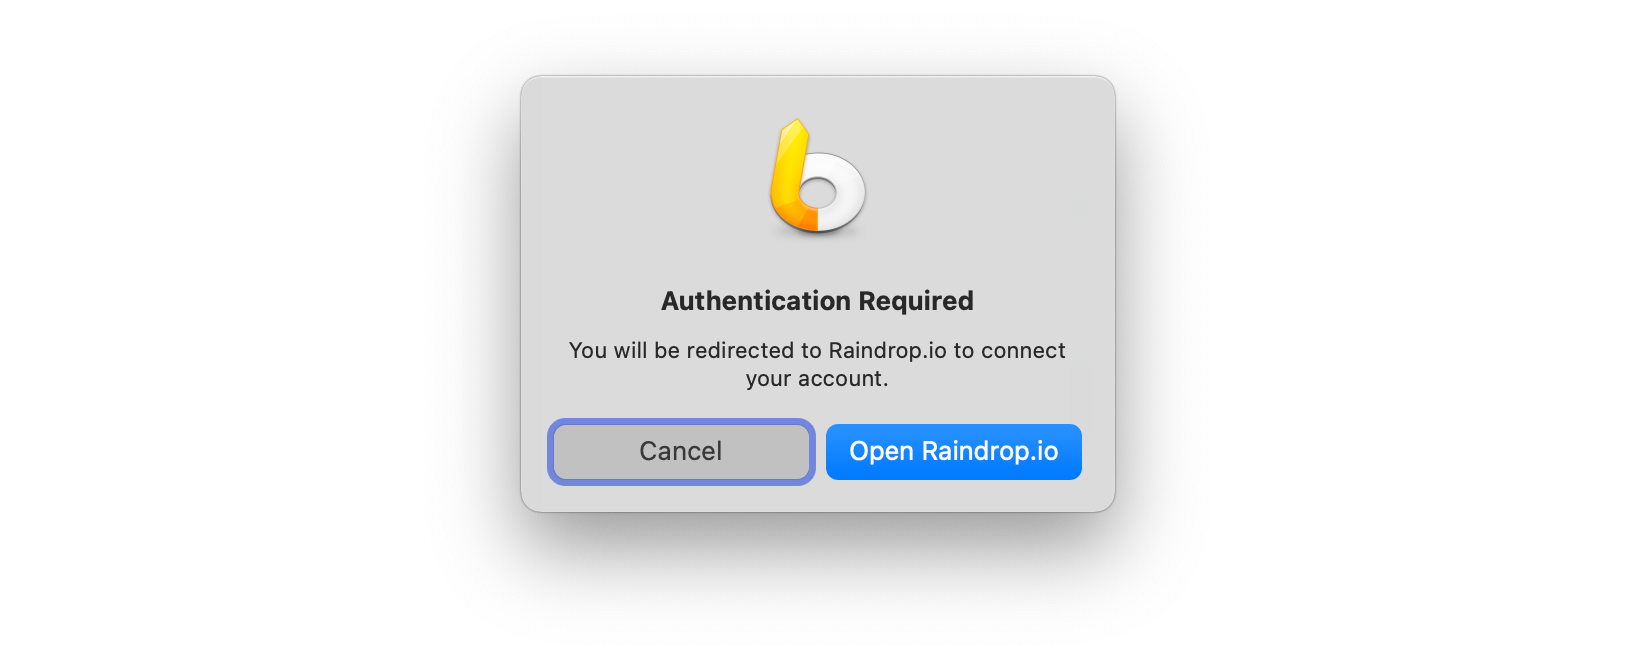 Authentication Required
You will be redirected to Raindrop.io to connect
your account.
Cancel
Open Raindrop.io